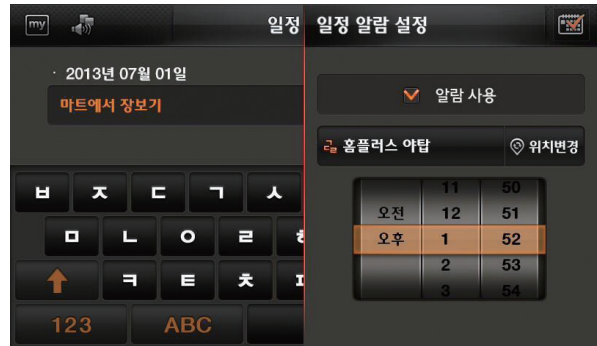 my
일정
· 2013년 07월 01일
마트에서 장보기
ㅂ ㅈ ㄷ ㄱ ㅅ
ㅁ ㄴ ㅇ ㄹ
ㅋ ㅌ ㅊ
123 ABC
일정 알람 설정
알람 사용
홈플러스 야탑 위치변경
11 50
오전 12 51
오후 1 52
2 53
3 54